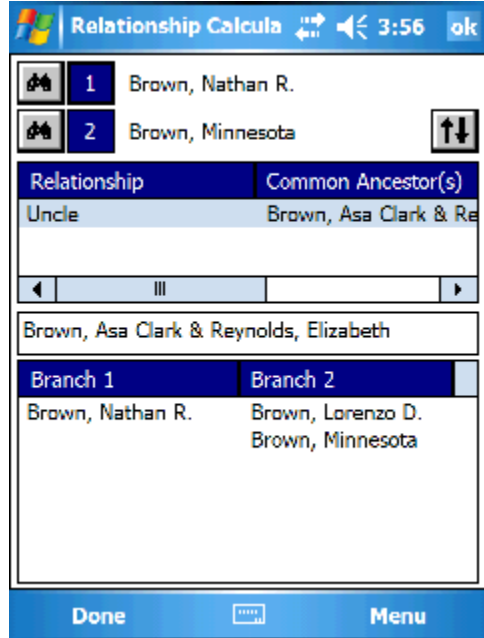 Relationship Calcula 3:56 ok
1 Brown, Nathan R.
2 Brown, Minnesota
Relationship Common Ancestor(s)
Uncle Brown, Asa Clark & Re
Brown, Asa Clark & Reynolds, Elizabeth
Branch 1 Branch 2
Brown, Nathan R. Brown, Lorenzo D.
Brown, Minnesota
Done Menu